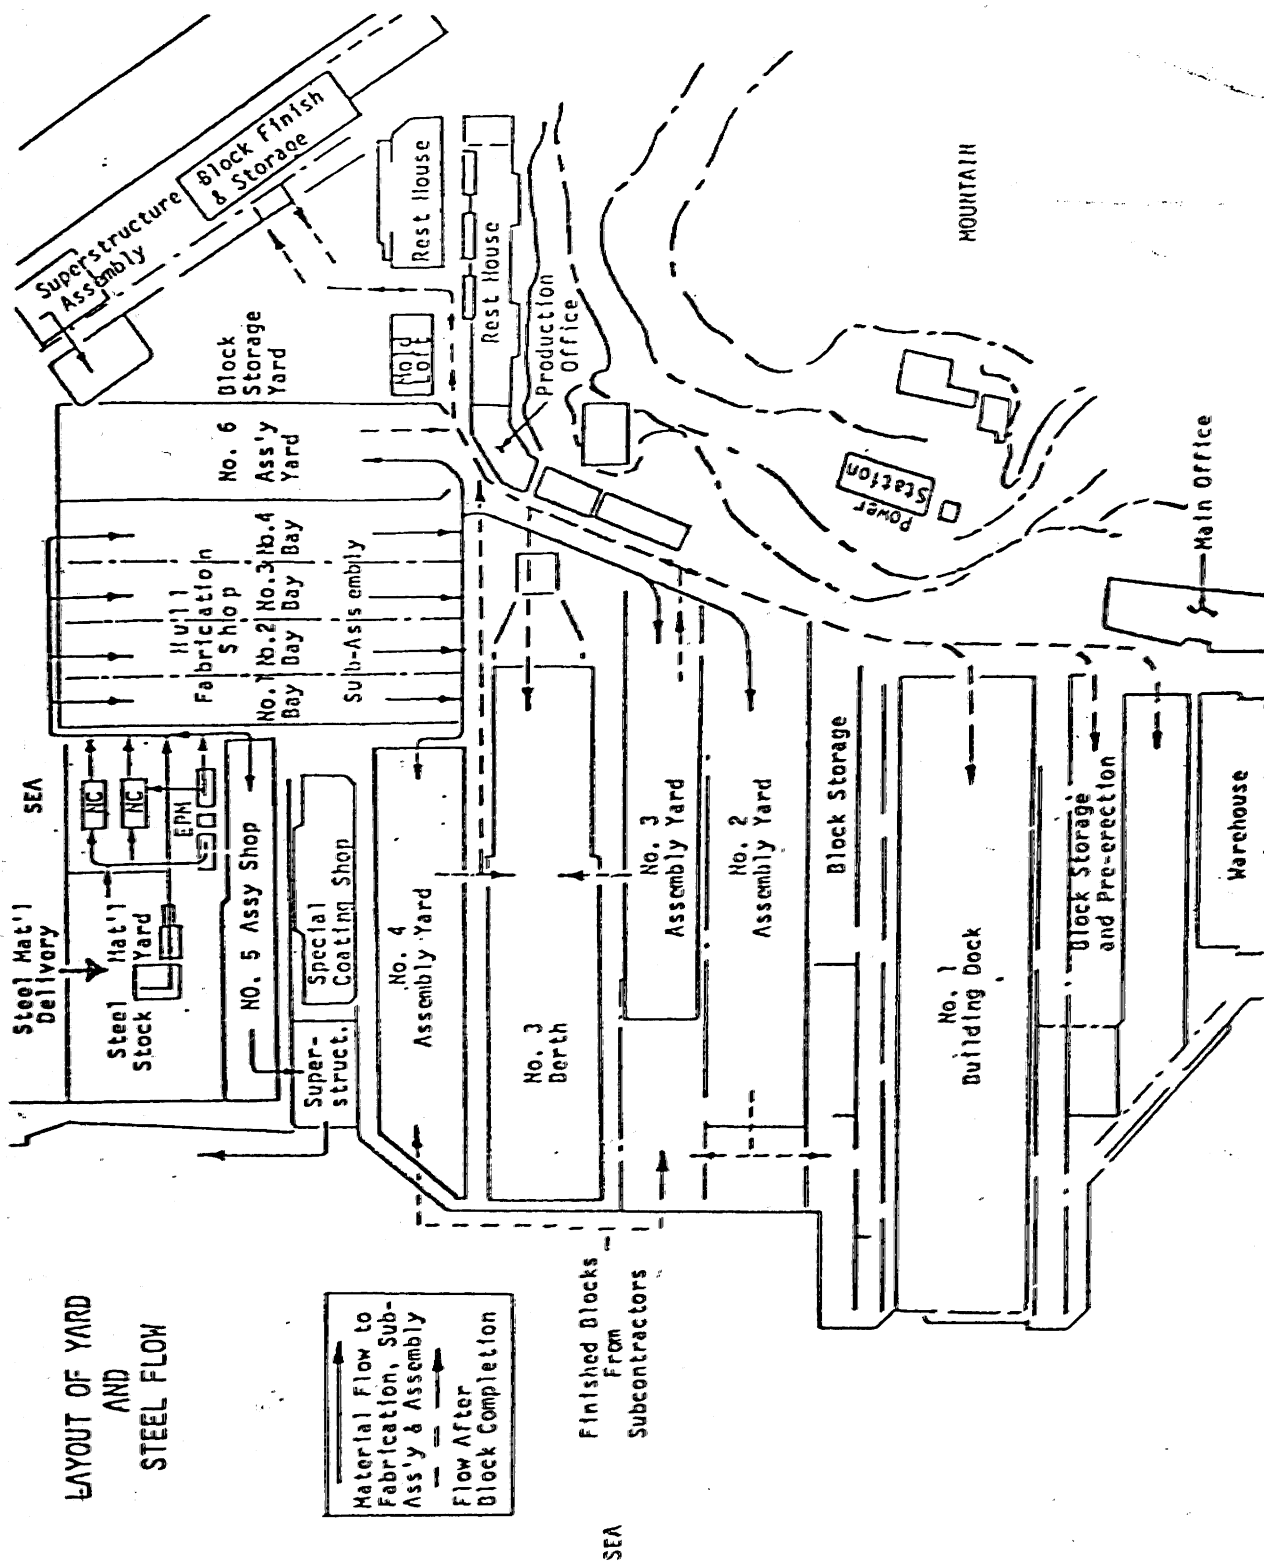 LAYOUT OF YARD
AND
STEEL FLOW
Material Flow to
Fabrication, Sub-
Ass'y & Assembly
Flow After
Block Completion
SEA
Finished Blocks
From
Subcontractors
Steel Mat'l
Delivery
SEA
Steel Mat'l
Stock Yard
NC
NC
EPM
NO. 5 Assy Shop
Super-
struct.
Special
Coating Shop
No. 4
Assembly Yard
No. 3
Berth
No. 3
Assembly Yard
No. 2
Assembly Yard
Block Storage
No. 1
Building Dock
Block Storage
and Pre-erection
Warehouse
Hull
Fabrication
Shop
No.1 No.2 No.3 No.4
Bay Bay Bay Bay
Sub-Assembly
No. 6
Ass'y
Yard
Block
Storage
Yard
Superstructure
Assembly
Block Finish
& Storage
Mold
Loft
Rest House
Rest House
Production
Office
Power
Station
Main Office
MOUNTAIN